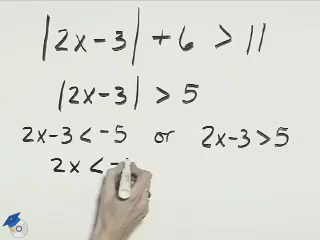 |2x-3| + 6 > 11
|2x-3| > 5
2x-3 < -5 or 2x-3 > 5
2x < -